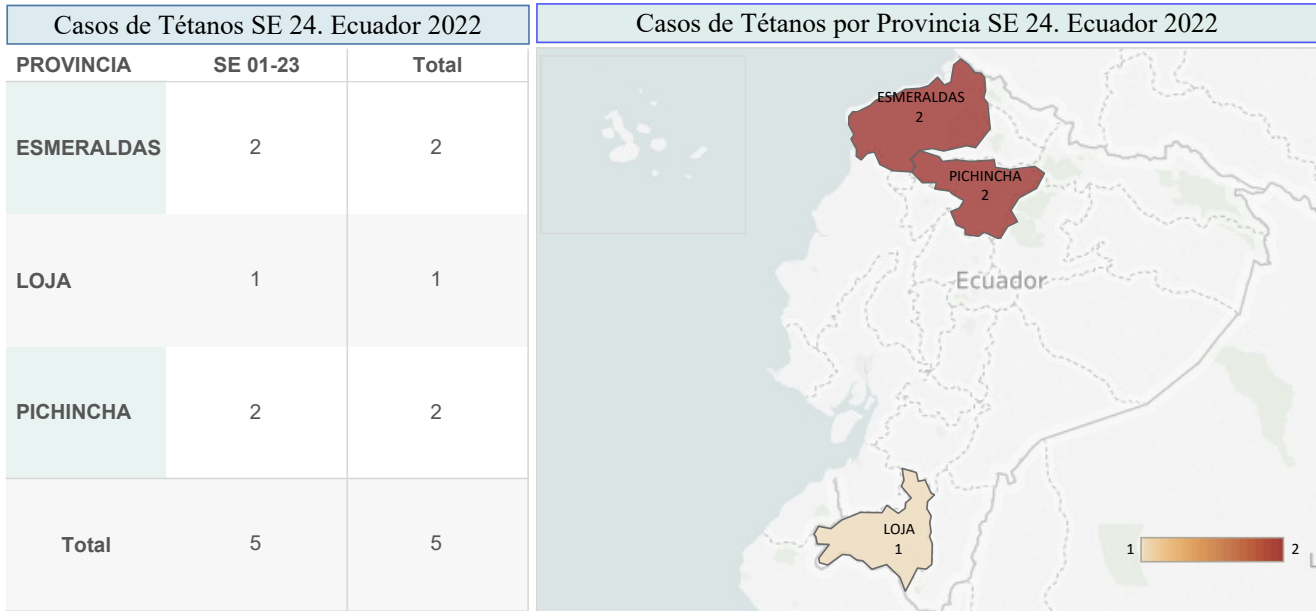 Casos de Tétanos SE 24. Ecuador 2022
PROVINCIA SE 01-23 Total
ESMERALDAS 2 2
LOJA 1 1
PICHINCHA 2 2
Total 5 5
Casos de Tétanos por Provincia SE 24. Ecuador 2022
ESMERALDAS
2
PICHINCHA
2
Ecuador
LOJA
1
1 2
L